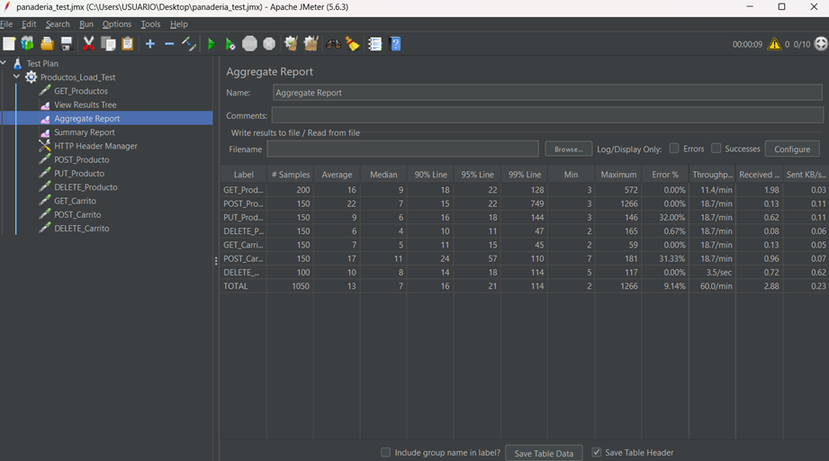 panaderia_test.jmx (C:\Users\USUARIO\Desktop\panaderia_test.jmx) - Apache JMeter (5.6.3)
File Edit Search Run Options Tools Help
00:00:09 0 0/10
Test Plan
Productos_Load_Test
GET_Productos
View Results Tree
Aggregate Report
Summary Report
HTTP Header Manager
POST_Producto
PUT_Producto
DELETE_Producto
GET_Carrito
POST_Carrito
DELETE_Carrito
Aggregate Report
Name: Aggregate Report
Comments:
Write results to file / Read from file
Filename Browse... Log/Display Only: Errors Successes Configure
Label # Samples Average Median 90% Line 95% Line 99% Line Min Maximum Error % Throughp... Received ... Sent KB/s...
GET_Prod... 200 16 9 18 22 128 3 572 0.00% 11.4/min 1.98 0.03
POST_Pro... 150 22 7 15 22 749 3 1266 0.00% 18.7/min 0.13 0.11
PUT_Prod... 150 9 6 16 18 144 3 146 32.00% 18.7/min 0.62 0.11
DELETE_P... 150 6 4 10 11 47 2 165 0.67% 18.7/min 0.08 0.06
GET_Carri... 150 7 5 11 15 45 2 59 0.00% 18.7/min 0.13 0.05
POST_Car... 150 17 11 24 57 110 7 181 31.33% 18.7/min 0.96 0.07
DELETE_... 100 10 8 14 18 114 5 117 0.00% 3.5/sec 0.72 0.62
TOTAL 1050 13 7 16 21 114 2 1266 9.14% 60.0/min 2.88 0.23
Include group name in label? Save Table Data Save Table Header